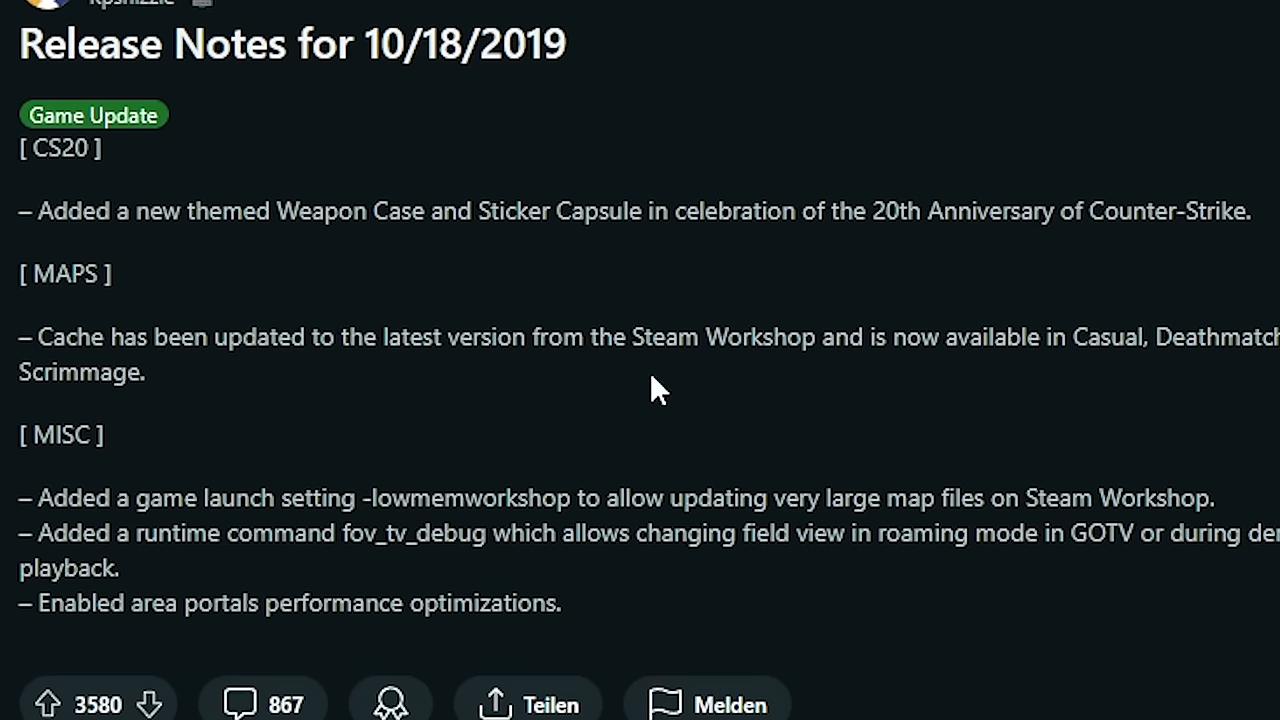 Release Notes for 10/18/2019
Game Update
[ CS20 ]
– Added a new themed Weapon Case and Sticker Capsule in celebration of the 20th Anniversary of Counter-Strike.
[ MAPS ]
– Cache has been updated to the latest version from the Steam Workshop and is now available in Casual, Deathmatch
Scrimmage.
[ MISC ]
– Added a game launch setting -lowmemworkshop to allow updating very large map files on Steam Workshop.
– Added a runtime command fov_tv_debug which allows changing field view in roaming mode in GOTV or during
playback.
– Enabled area portals performance optimizations.
3580 867 Teilen Melden